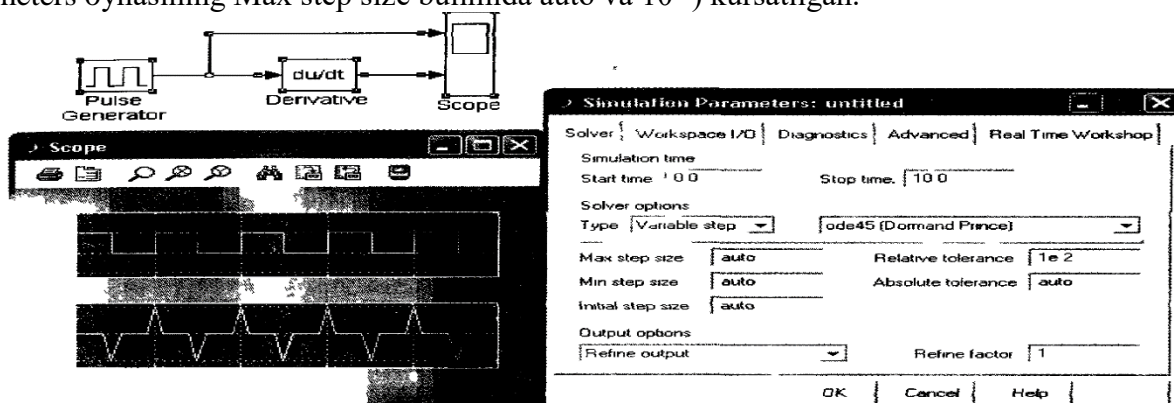 meters oynasining Max step size bulimida auto va 10
du/dt
Pulse
Generator
Derivative
Scope
Scope
Simulation Parameters: untitled
Solver Workspace I/O Diagnostics Advanced Real Time Workshop
Simulation time
Start time 0 0 Stop time. 10 0
Solver options
Type Variable step ode45 (Dormand Prince)
Max step size auto Relative tolerance 1e 2
Min step size auto Absolute tolerance auto
Initial step size auto
Output options
Refine output Refine factor 1
OK Cancel Help